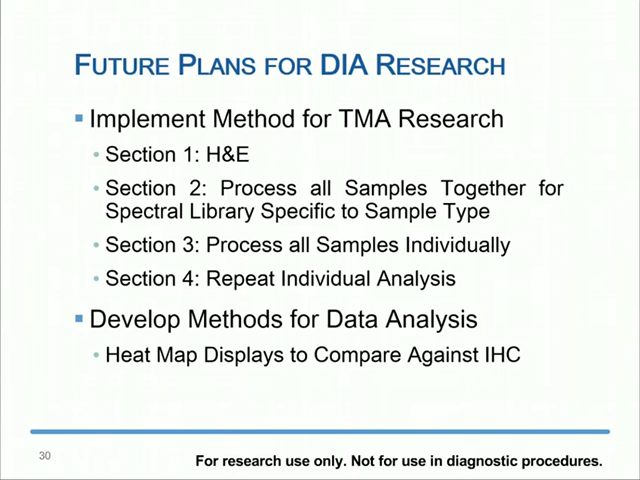 FUTURE PLANS FOR DIA RESEARCH
▪ Implement Method for TMA Research
• Section 1: H&E
• Section 2: Process all Samples Together for
Spectral Library Specific to Sample Type
• Section 3: Process all Samples Individually
• Section 4: Repeat Individual Analysis
▪ Develop Methods for Data Analysis
• Heat Map Displays to Compare Against IHC
30
For research use only. Not for use in diagnostic procedures.